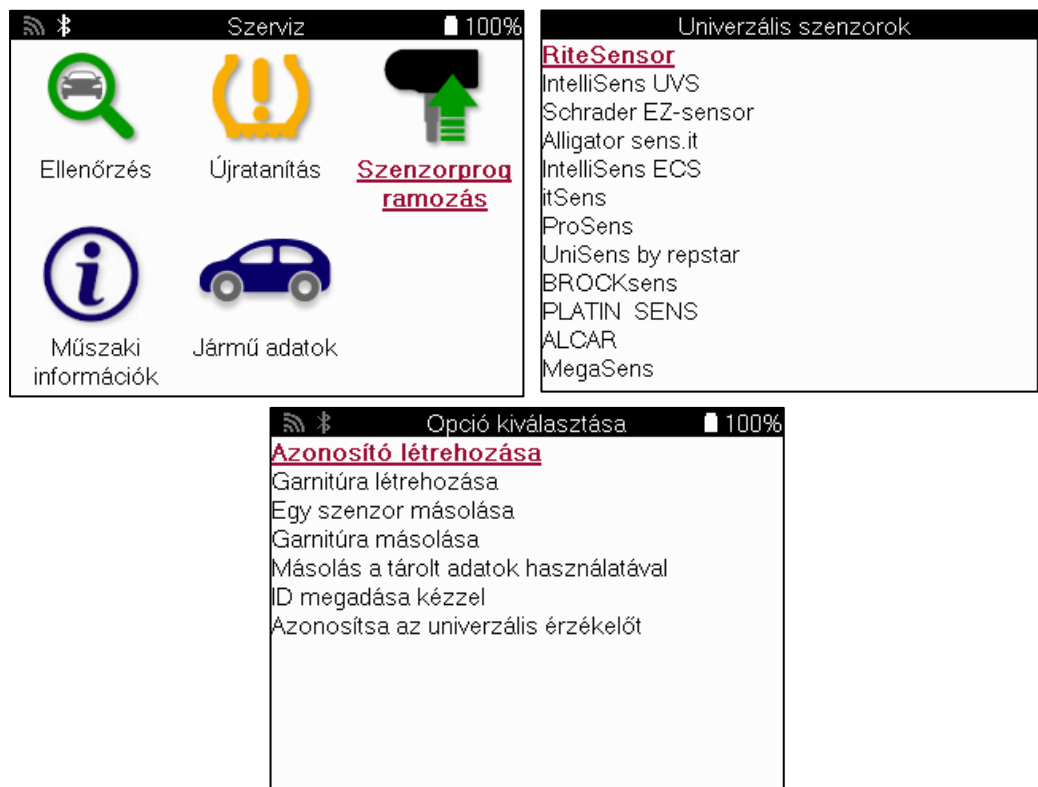 Szerviz 100%
Ellenőrzés Újratanítás Szenzorprog
ramozás
Műszaki Jármű adatok
információk
Univerzális szenzorok
RiteSensor
IntelliSens UVS
Schrader EZ-sensor
Alligator sens.it
IntelliSens ECS
itSens
ProSens
UniSens by repstar
BROCKsens
PLATIN SENS
ALCAR
MegaSens
Opció kiválasztása 100%
Azonosító létrehozása
Garnitúra létrehozása
Egy szenzor másolása
Garnitúra másolása
Másolás a tárolt adatok használatával
ID megadása kézzel
Azonosítsa az univerzális érzékelőt